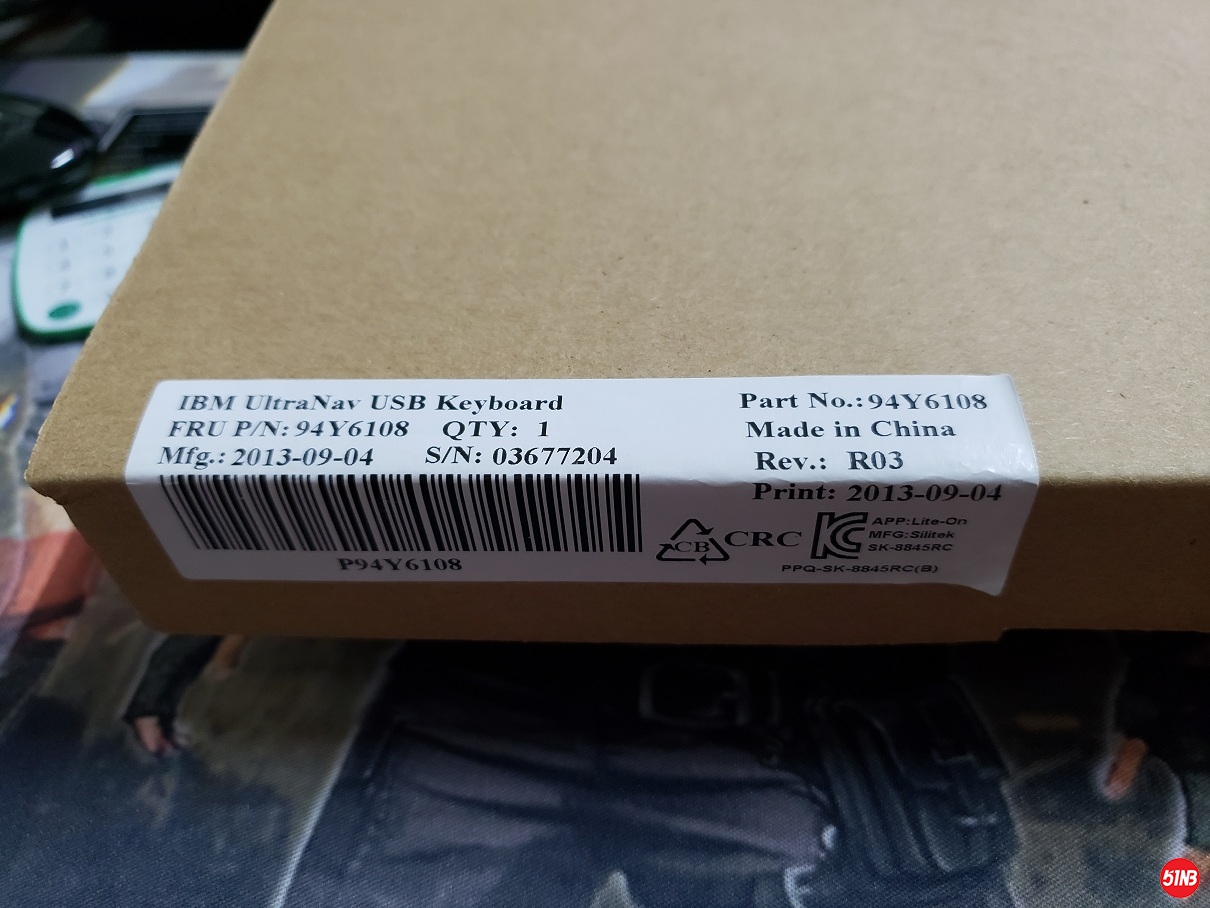 IBM UltraNav USB Keyboard
FRU P/N: 94Y6108 QTY: 1
Mfg.: 2013-09-04 S/N: 03677204
P94Y6108
Part No.: 94Y6108
Made in China
Rev.: R03
Print: 2013-09-04
CB CRC
APP:Lite-On
MFG:Silitek
SK-8845RC
PPQ-SK-8845RC(B)
51NB